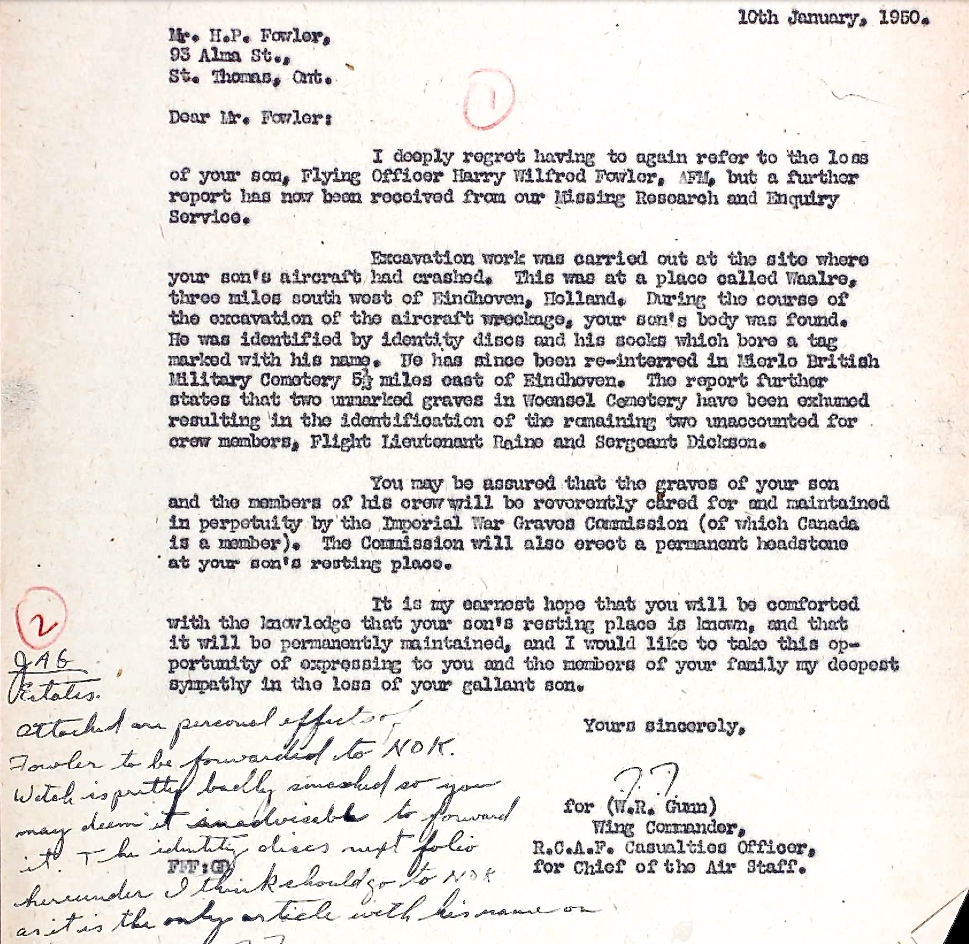 10th January, 1950.
Mr. H.P. Fowler,
93 Alma St.,
St. Thomas, Ont.
1
Dear Mr. Fowler:
I deeply regret having to again refer to the loss
of your son, Flying Officer Harry Wilfred Fowler, AFM, but a further
report has now been received from our Missing Research and Enquiry
Service.
Excavation work was carried out at the site where
your son's aircraft had crashed. This was at a place called Waalre,
three miles south west of Eindhoven, Holland. During the course of
the excavation of the aircraft wreckage, your son's body was found.
He was identified by identity discs and his socks which bore a tag
marked with his name. He has since been re-interred in Mierlo British
Military Cemetery 5½ miles east of Eindhoven. The report further
states that two unmarked graves in Woensel Cemetery have been exhumed
resulting in the identification of the remaining two unaccounted for
crew members, Flight Lieutenant Raine and Sergeant Dickson.
You may be assured that the graves of your son
and the members of his crew will be reverently cared for and maintained
in perpetuity by the Imperial War Graves Commission (of which Canada
is a member). The Commission will also erect a permanent headstone
at your son's resting place.
It is my earnest hope that you will be comforted
with the knowledge that your son's resting place is known, and that
it will be permanently maintained, and I would like to take this op-
portunity of expressing to you and the members of your family my deepest
sympathy in the loss of your gallant son.
Yours sincerely,
for (W.R. Gunn)
Wing Commander,
R.C.A.F. Casualties Officer,
for Chief of the Air Staff.
FFF:GD
2
JAG
Estates.
Attached are personal effects of
Fowler to be forwarded to NOK.
Watch is pretty badly smashed so you
may deem it inadvisable to forward
it. The identity discs next folio
hereunder I think should go to NOK
as it is the only article with his name on